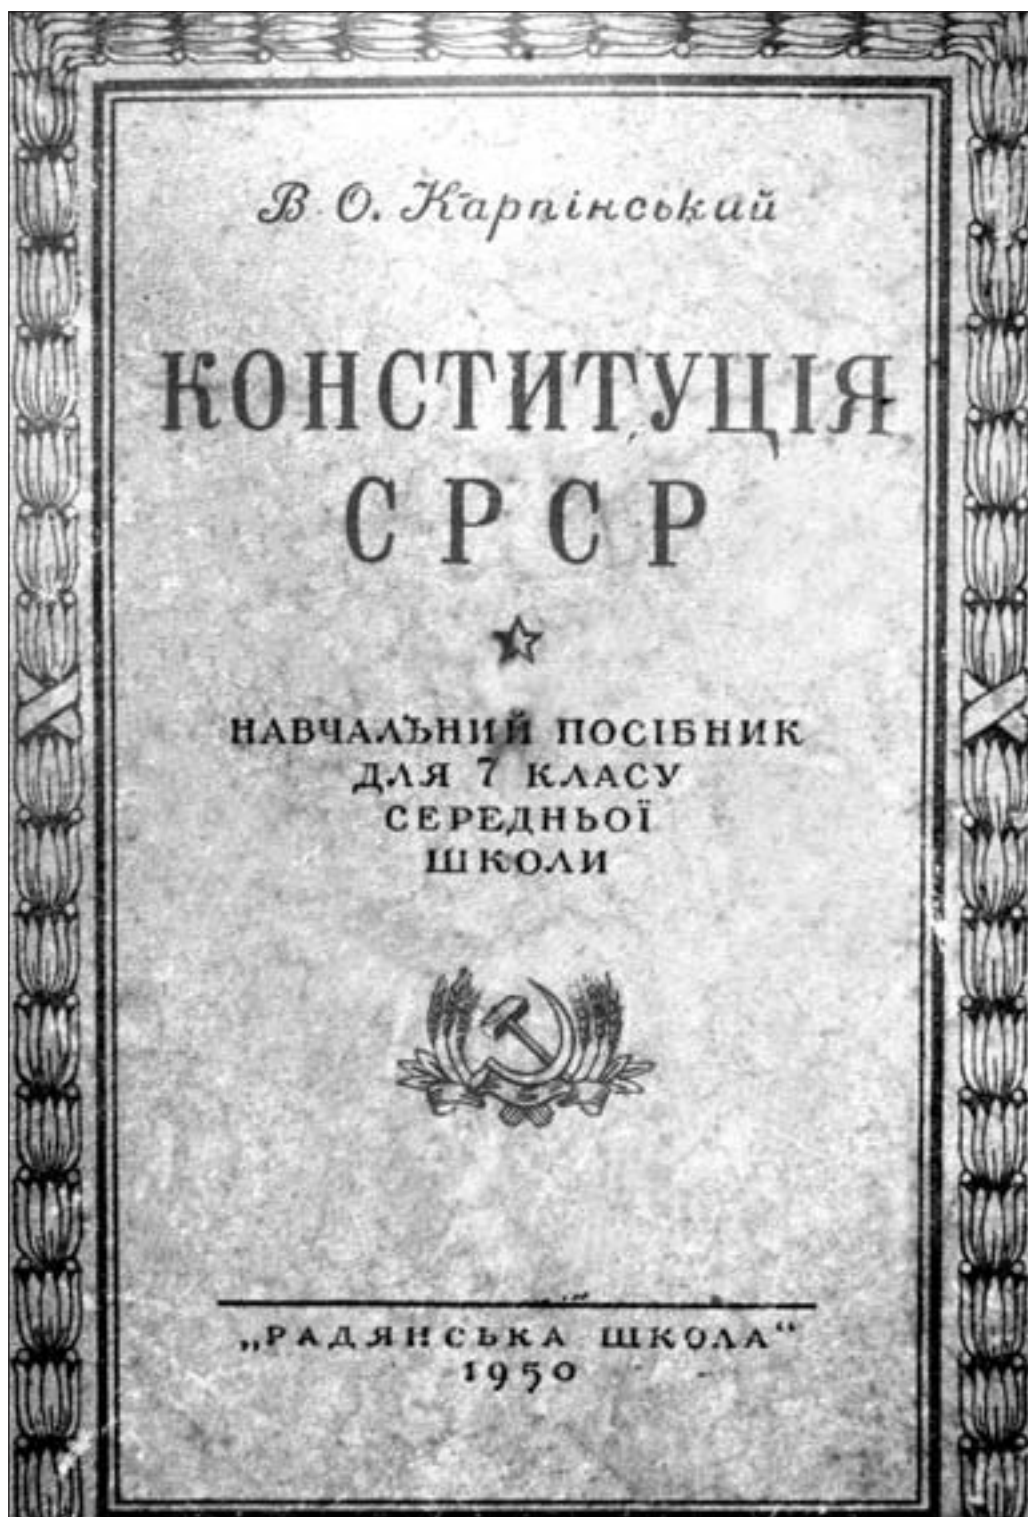 В. О. Карпінський
КОНСТИТУЦІЯ
СРСР
НАВЧАЛЬНИЙ ПОСІБНИК
ДЛЯ 7 КЛАСУ
СЕРЕДНЬОЇ
ШКОЛИ
„РАДЯНСЬКА ШКОЛА“
1950